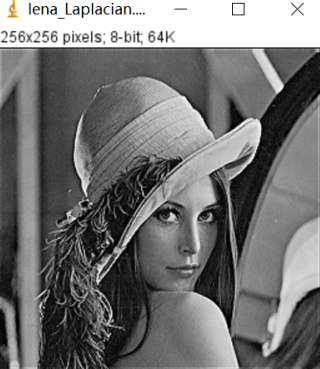 lena_Laplacian....
256x256 pixels; 8-bit; 64K